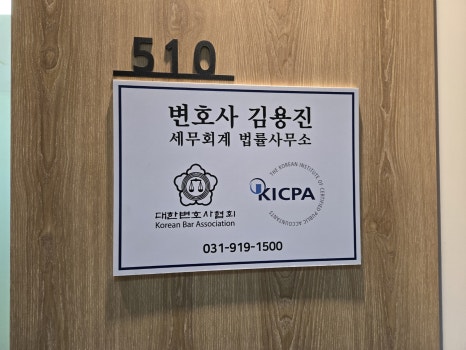 510
변호사 김용진
세무회계 법률사무소
대한변호사협회
Korean Bar Association
KICPA
THE KOREAN INSTITUTE OF CERTIFIED PUBLIC ACCOUNTANTS
031-919-1500